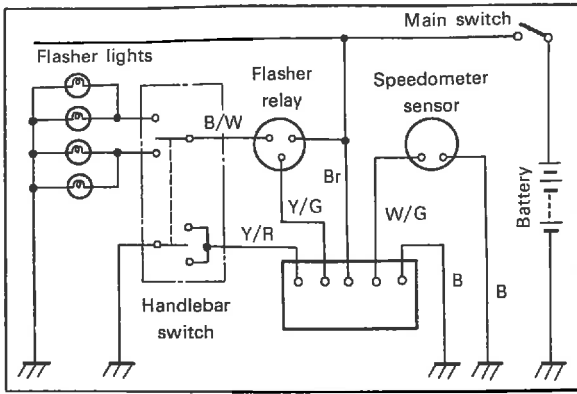 Main switch
Flasher lights
Flasher
relay
Speedometer
sensor
B/W
Br
Y/G
W/G
Battery
Y/R
B
B
Handlebar
switch